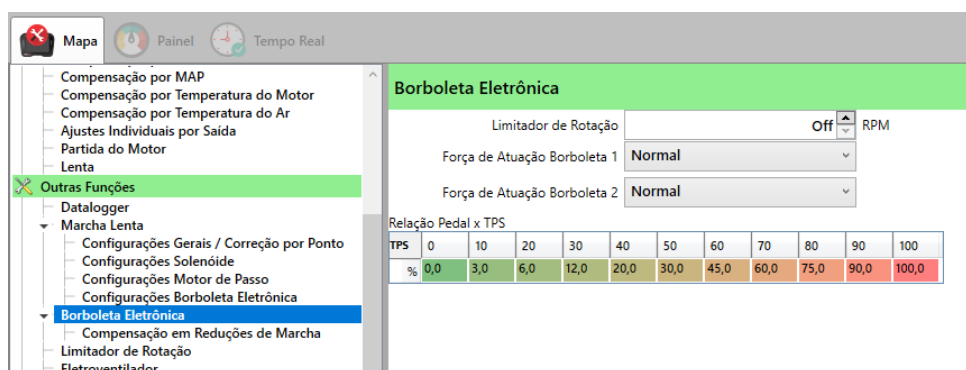 Mapa Painel Tempo Real
Compensação por MAP
Compensação por Temperatura do Motor
Compensação por Temperatura do Ar
Ajustes Individuais por Saída
Partida do Motor
Lenta
Outras Funções
Datalogger
Marcha Lenta
Configurações Gerais / Correção por Ponto
Configurações Solenóide
Configurações Motor de Passo
Configurações Borboleta Eletrônica
Borboleta Eletrônica
Compensação em Reduções de Marcha
Limitador de Rotação
Eletroventilador
Borboleta Eletrônica
Limitador de Rotação Off RPM
Força de Atuação Borboleta 1 Normal
Força de Atuação Borboleta 2 Normal
Relação Pedal x TPS
TPS 0 10 20 30 40 50 60 70 80 90 100
% 0,0 3,0 6,0 12,0 20,0 30,0 45,0 60,0 75,0 90,0 100,0